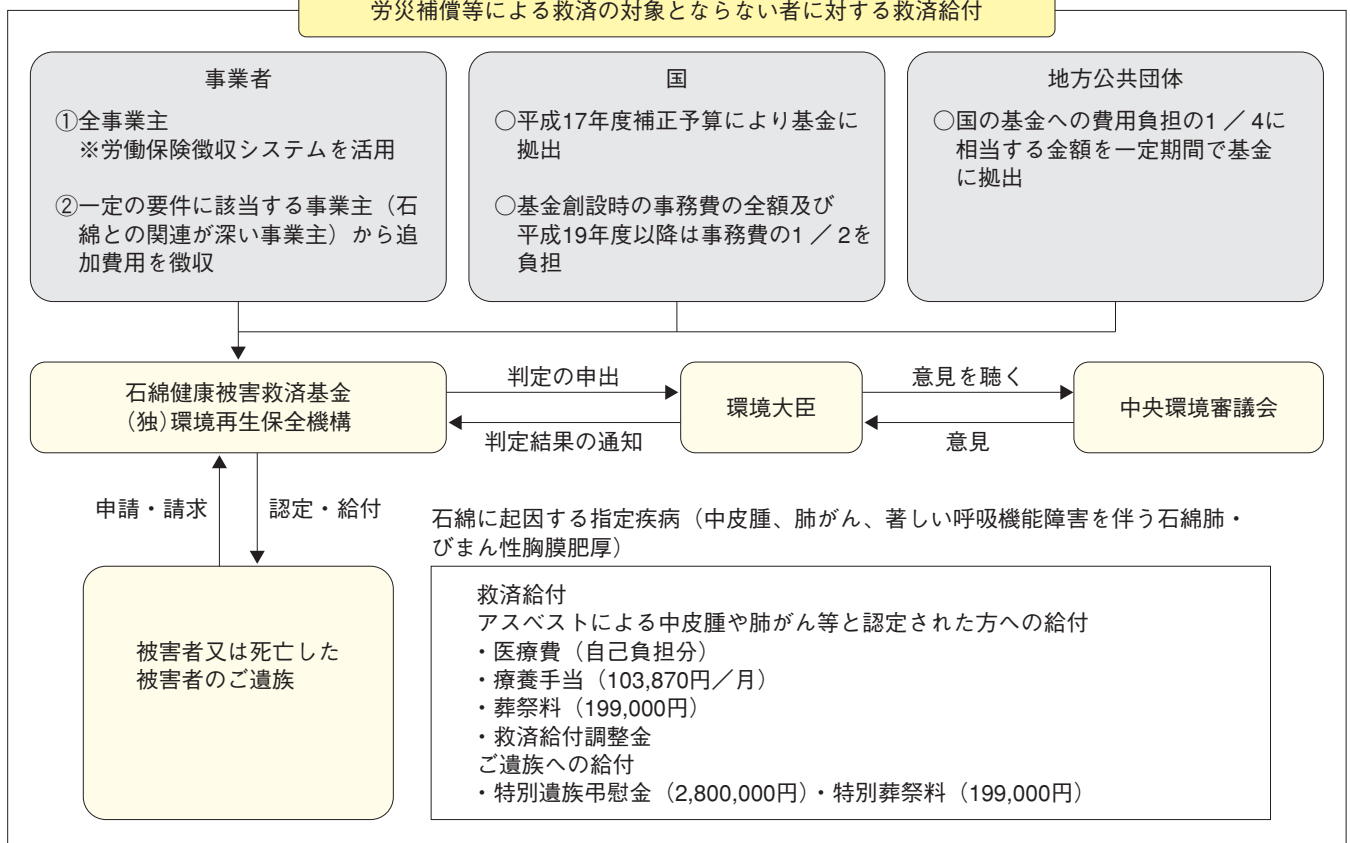 労災補償等による救済の対象とならない者に対する救済給付
事業者
①全事業主
※労働保険徴収システムを活用
②一定の要件に該当する事業主（石
綿との関連が深い事業主）から追
加費用を徴収
国
○平成17年度補正予算により基金に
拠出
○基金創設時の事務費の全額及び
平成19年度以降は事務費の1／2を
負担
地方公共団体
○国の基金への費用負担の1／4に
相当する金額を一定期間で基金
に拠出
石綿健康被害救済基金
（独）環境再生保全機構
判定の申出
判定結果の通知
環境大臣
意見を聴く
意見
中央環境審議会
申請・請求
認定・給付
被害者又は死亡した
被害者のご遺族
石綿に起因する指定疾病（中皮腫、肺がん、著しい呼吸機能障害を伴う石綿肺・
びまん性胸膜肥厚）
救済給付
アスベストによる中皮腫や肺がん等と認定された方への給付
・医療費（自己負担分）
・療養手当（103,870円／月）
・葬祭料（199,000円）
・救済給付調整金
ご遺族への給付
・特別遺族弔慰金（2,800,000円）・特別葬祭料（199,000円）